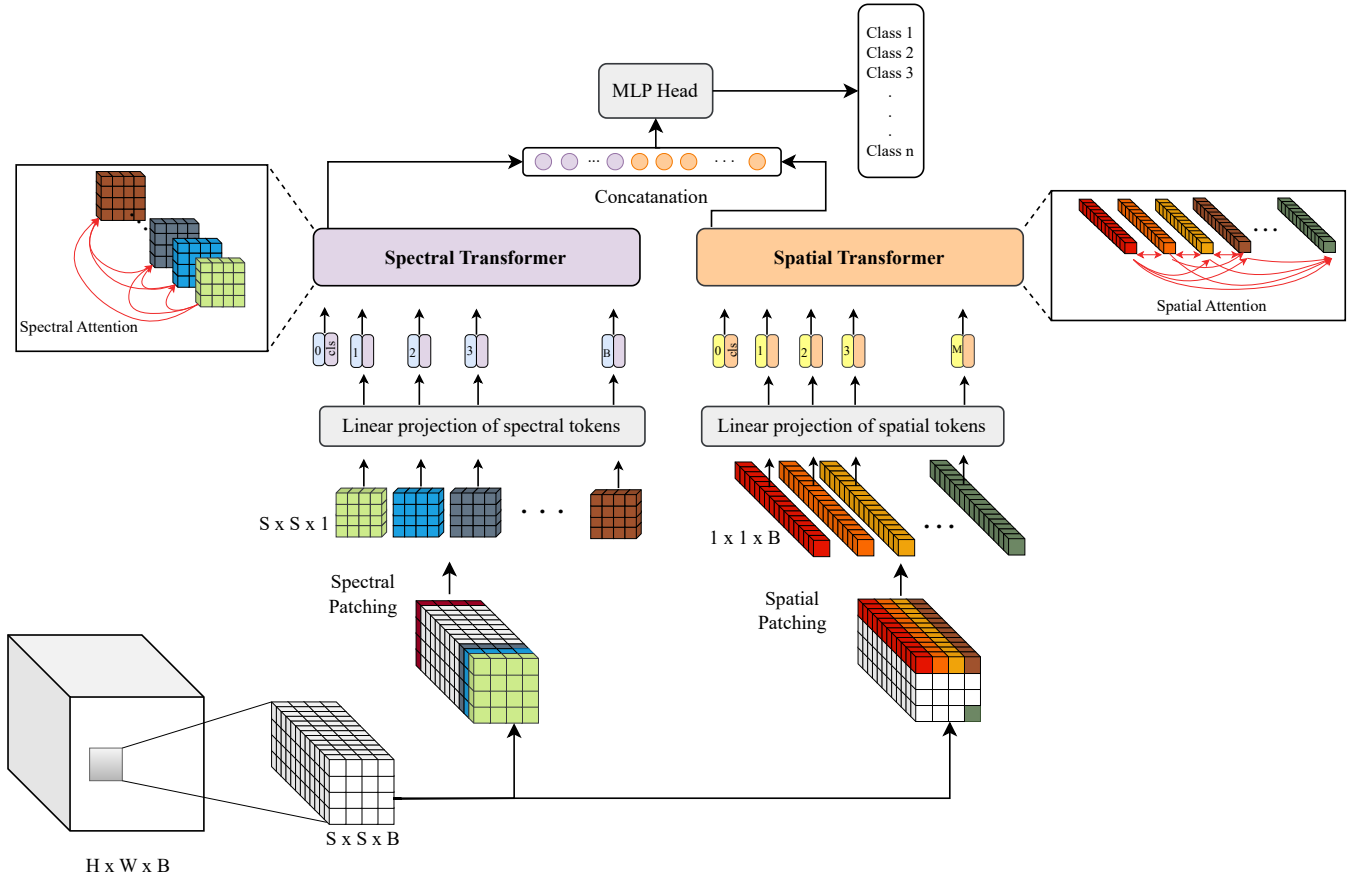 Class 1
Class 2
Class 3
.
.
.
Class n
MLP Head
...
. . .
Concatanation
Spectral Transformer
Spatial Transformer
Spectral Attention
Spatial Attention
0 cls
1
2
3
B
0 cls
1
2
3
M
Linear projection of spectral tokens
Linear projection of spatial tokens
S x S x 1
. . .
1 x 1 x B
...
Spectral
Patching
Spatial
Patching
S x S x B
H x W x B